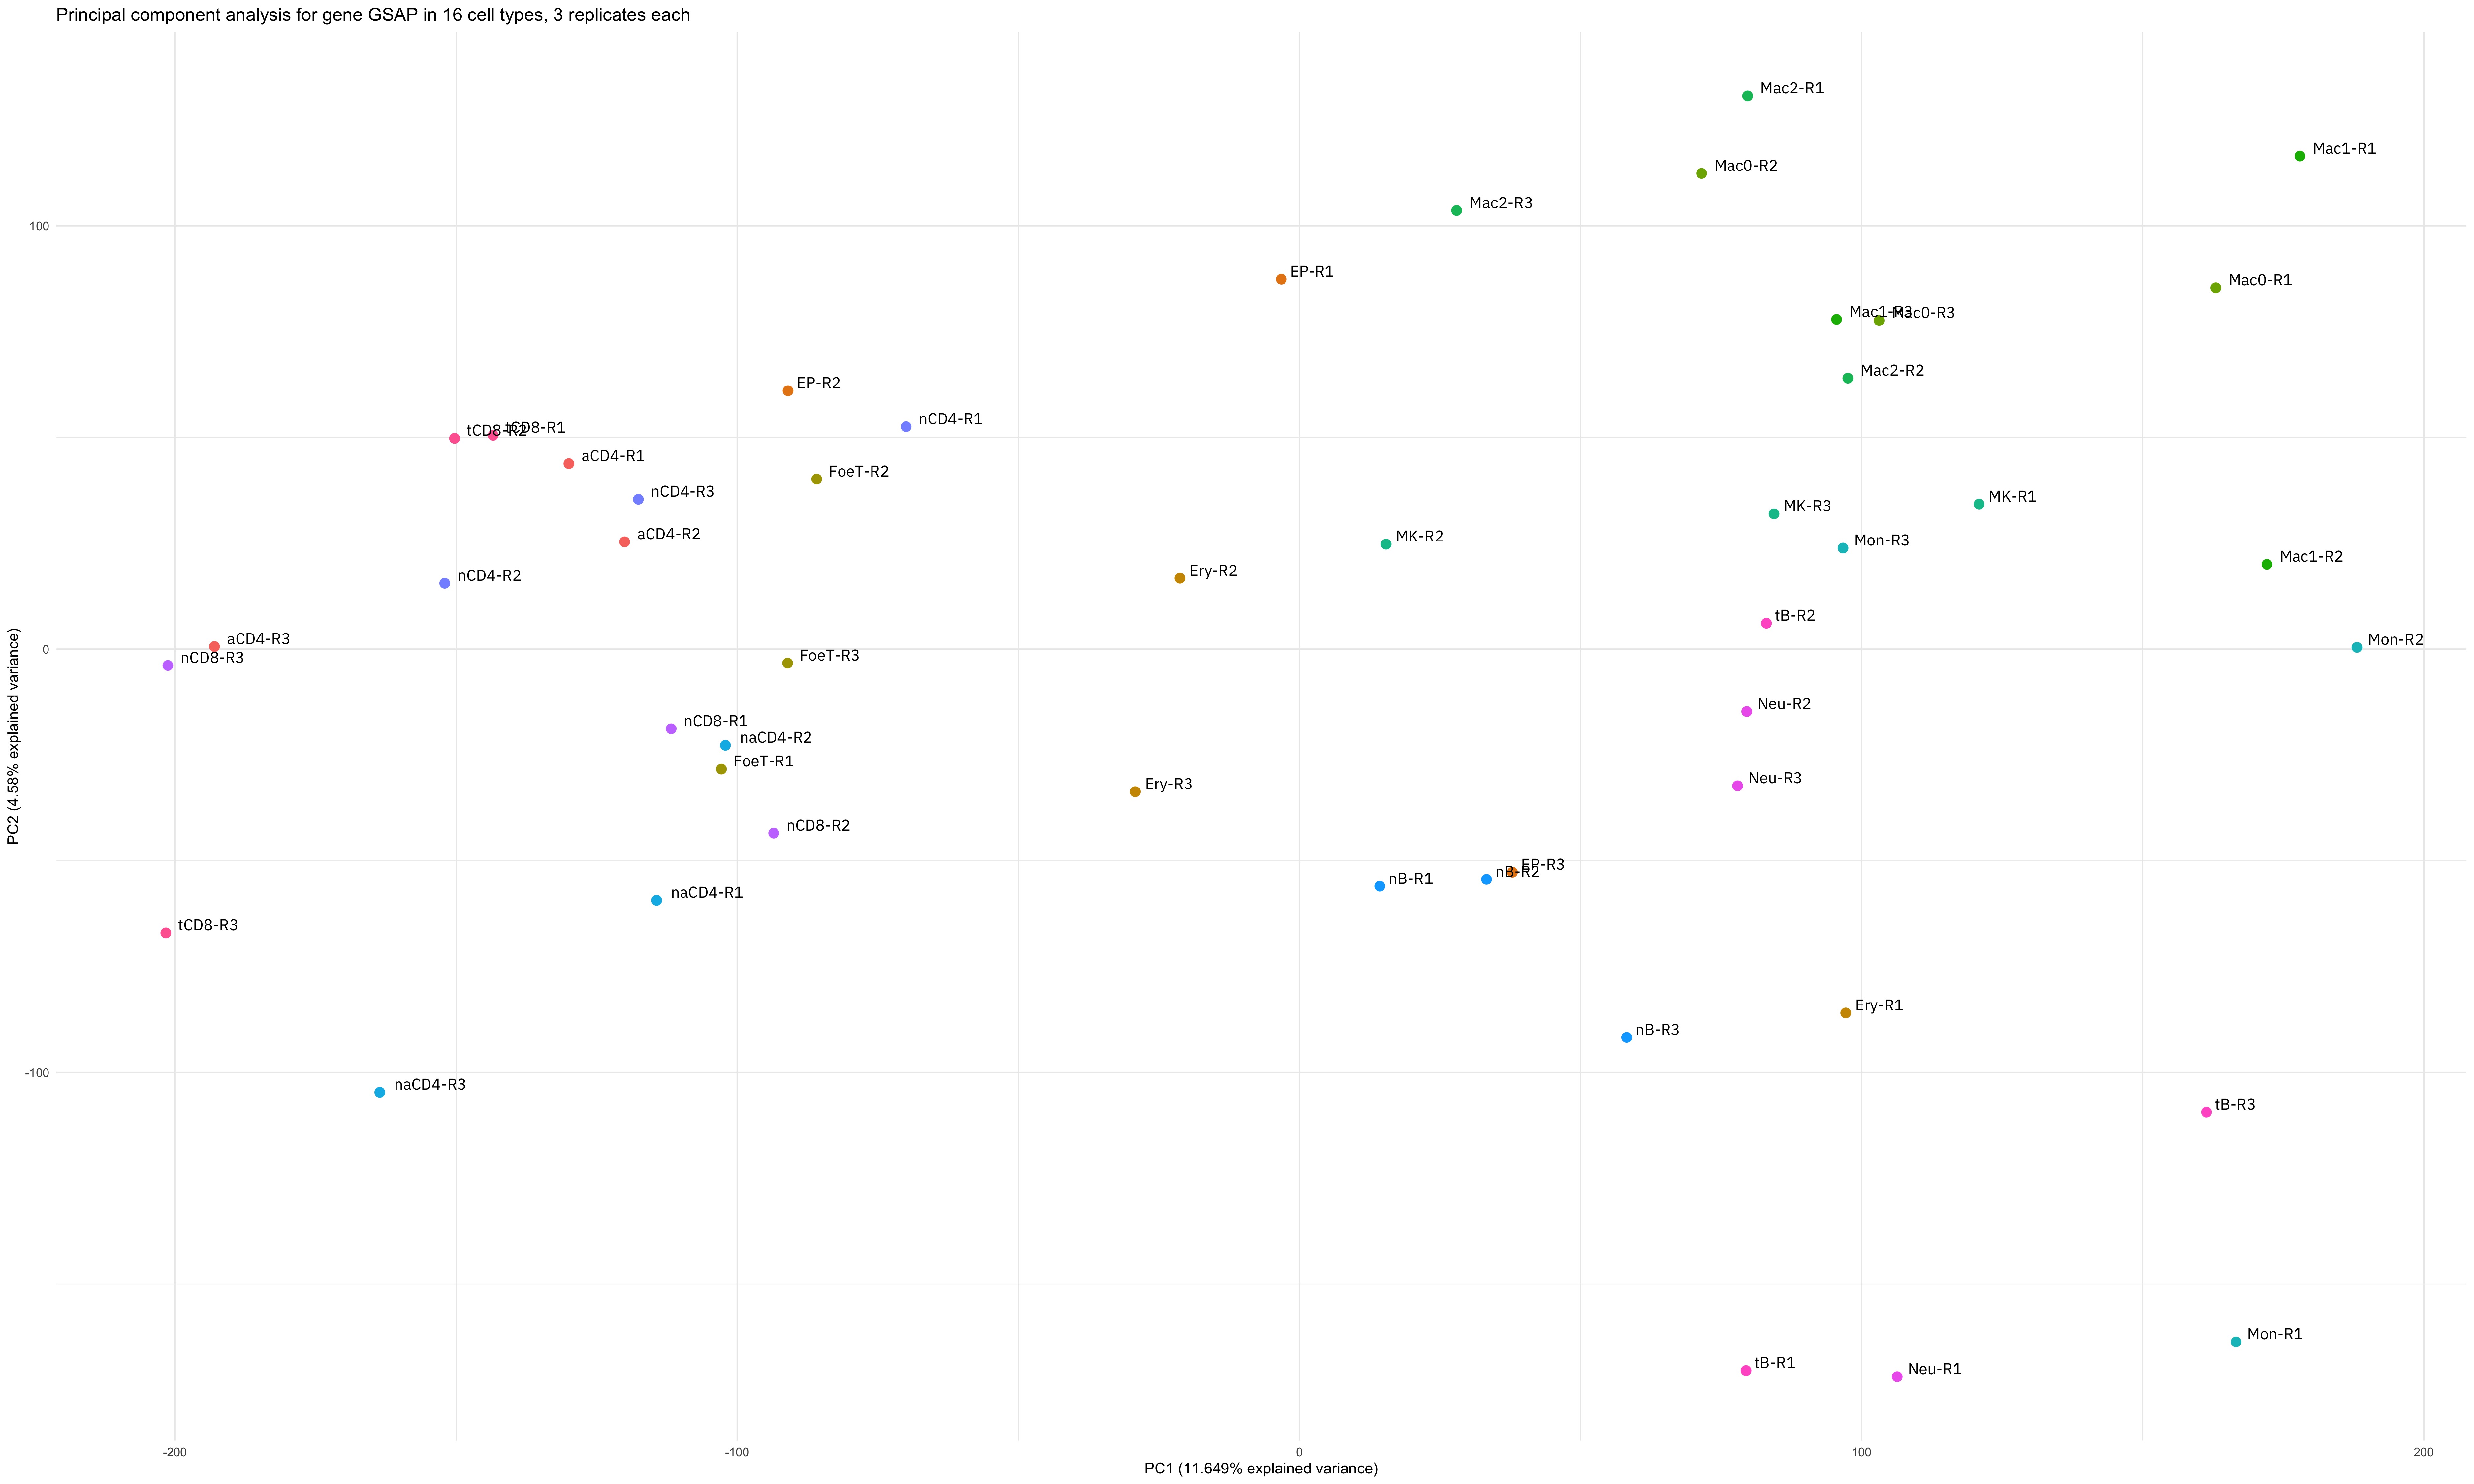 Principal component analysis for gene GSAP in 16 cell types, 3 replicates each
Mac2-R1
Mac1-R1
Mac0-R2
Mac2-R3
100
EP-R1
Mac0-R1
Mac1-R3
Mac0-R3
Mac2-R2
EP-R2
nCD4-R1
tCD8-R2
tCD8-R1
aCD4-R1
FoeT-R2
nCD4-R3
MK-R1
MK-R3
aCD4-R2
MK-R2
Mon-R3
Mac1-R2
nCD4-R2
Ery-R2
tB-R2
aCD4-R3
Mon-R2
0
nCD8-R3
FoeT-R3
Neu-R2
nCD8-R1
naCD4-R2
FoeT-R1
Neu-R3
Ery-R3
nCD8-R2
EP-R3
nB-R2
nB-R1
naCD4-R1
tCD8-R3
Ery-R1
nB-R3
-100
naCD4-R3
tB-R3
Mon-R1
tB-R1
Neu-R1
PC2 (4.58% explained variance)
-200
-100
0
100
200
PC1 (11.649% explained variance)